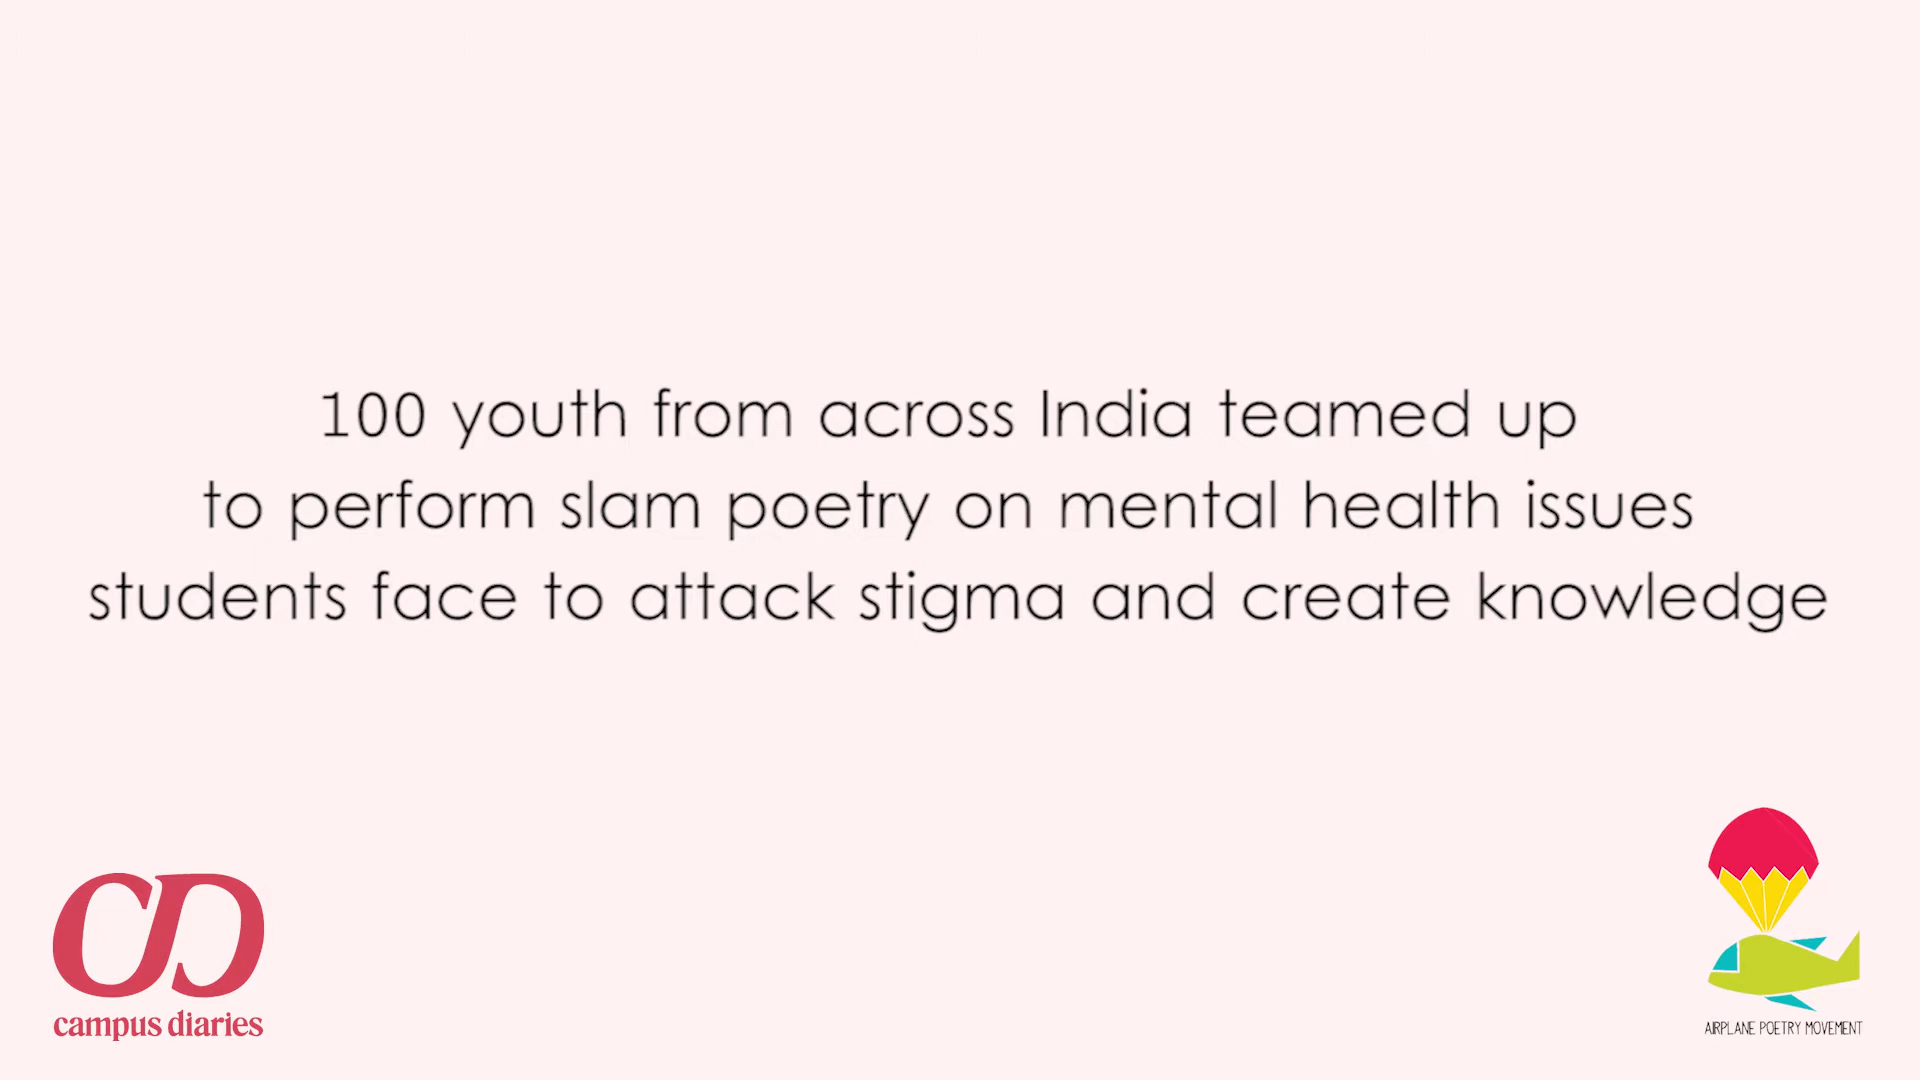 100 youth from across India teamed up
to perform slam poetry on mental health issues
students face to attack stigma and create knowledge
CD
campus diaries
AIRPLANE POETRY MOVEMENT